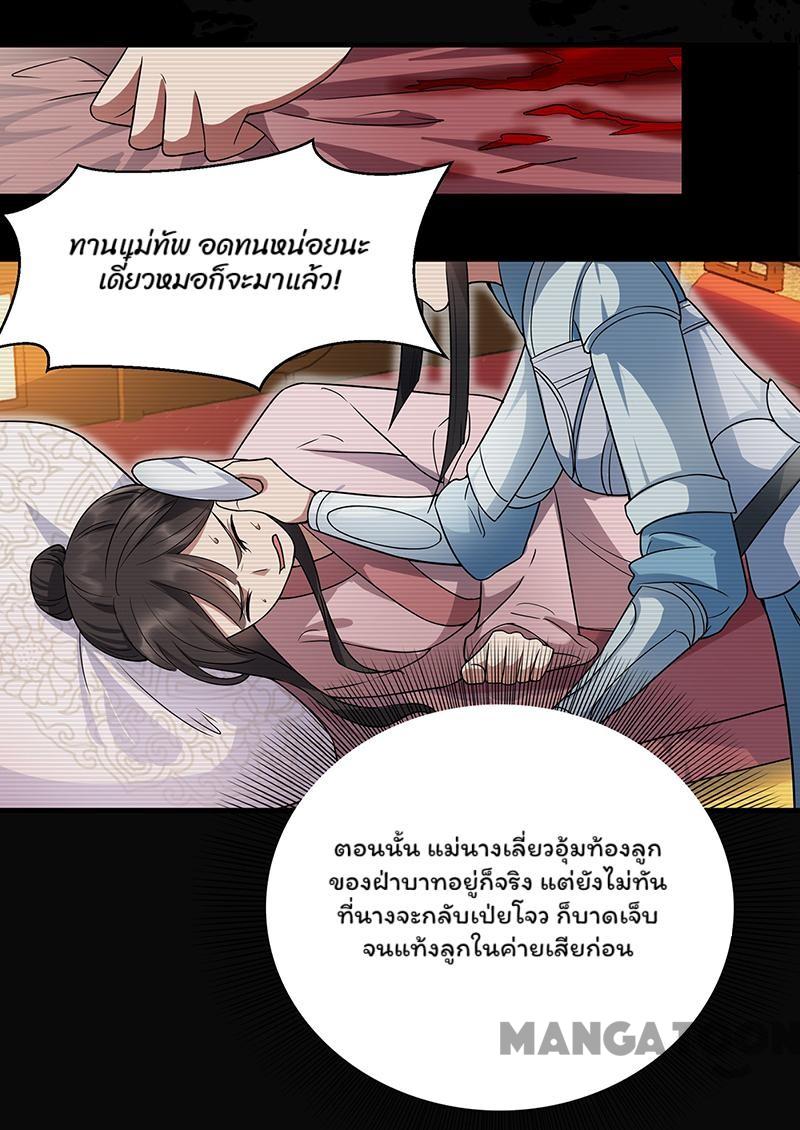 ทานแม่ทัพ อดทนหน่อยนะ
เดี๋ยวหมอก็จะมาแล้ว!
ตอนนั้น แม่นางเลี่ยวอุ้มท้องลูก
ของฝ่าบาทอยู่ก็จริง แต่ยังไม่ทัน
ที่นางจะกลับเป่ยโจว ก็บาดเจ็บ
จนแท้งลูกในค่ายเสียก่อน
MANGATOON